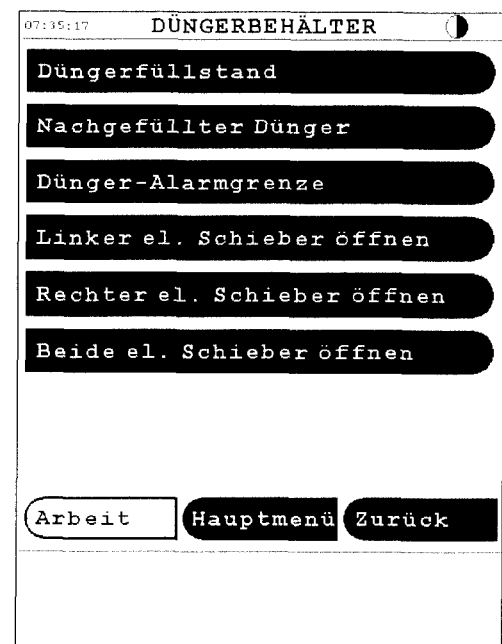 07:35:17 DÜNGERBEHÄLTER
Düngerfüllstand
Nachgefüllter Dünger
Dünger-Alarmgrenze
Linker el. Schieber öffnen
Rechter el. Schieber öffnen
Beide el. Schieber öffnen
Arbeit Hauptmenü Zurück